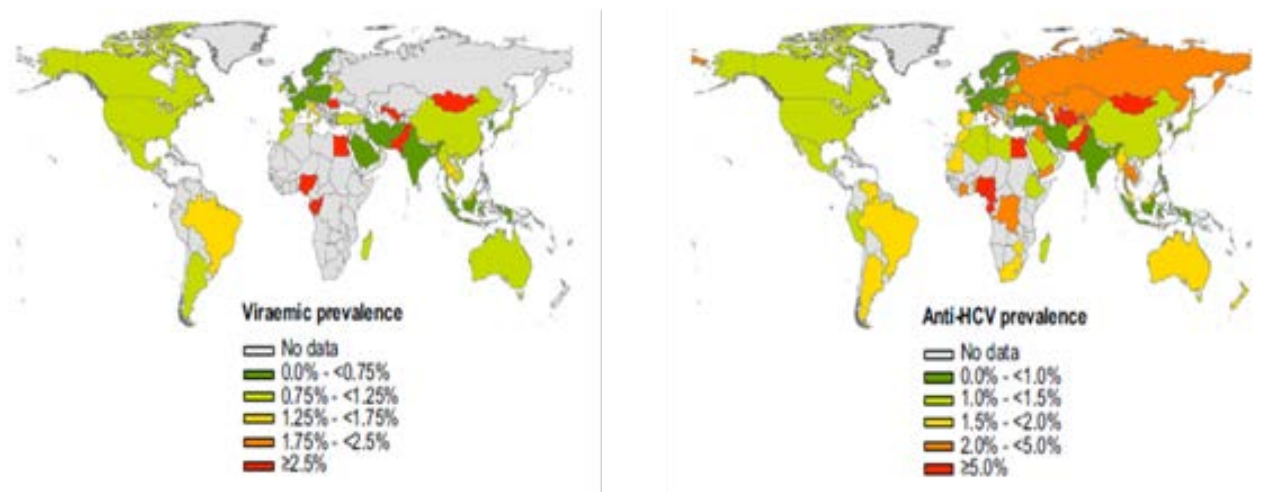 Viraemic prevalence
No data
0.0% - <0.75%
0.75% - <1.25%
1.25% - <1.75%
1.75% - <2.5%
≥2.5%
Anti-HCV prevalence
No data
0.0% - <1.0%
1.0% - <1.5%
1.5% - <2.0%
2.0% - <5.0%
≥5.0%